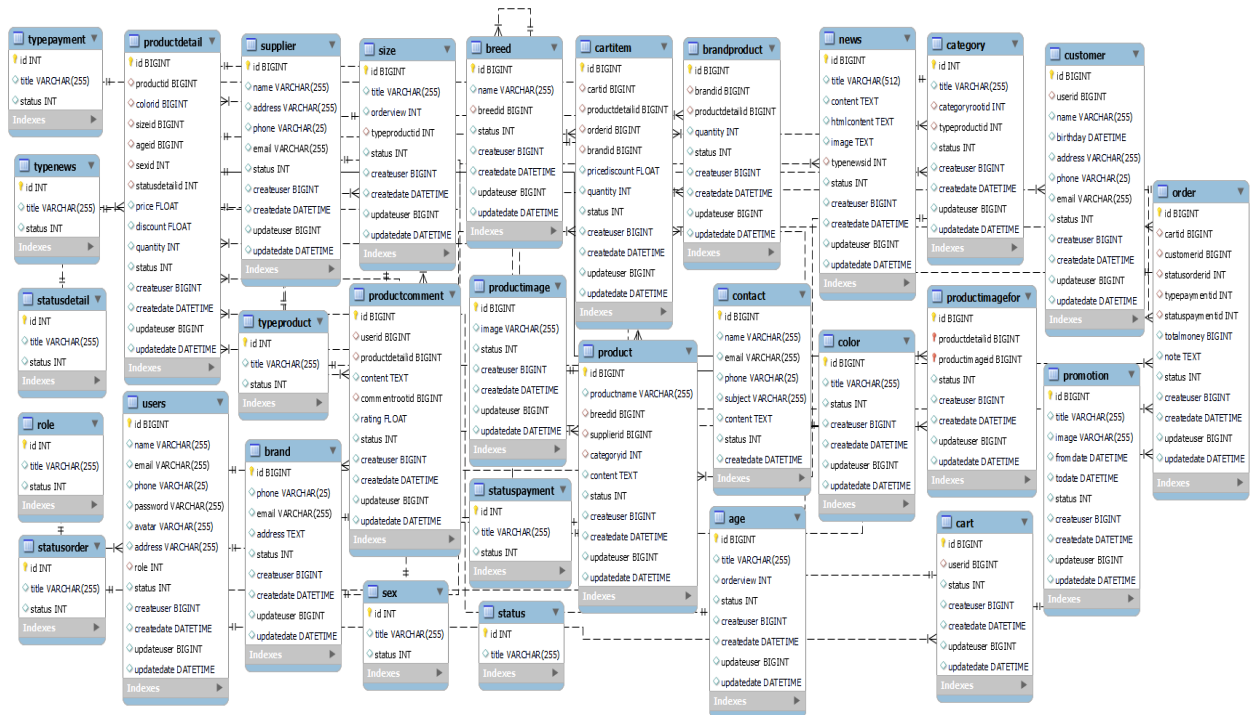 typepayment
id INT
title VARCHAR(255)
status INT
Indexes
productdetail
id BIGINT
productid BIGINT
colorid BIGINT
sizeid BIGINT
ageid BIGINT
sexid INT
statusdetailid INT
price FLOAT
discount FLOAT
quantity INT
status INT
createuser BIGINT
createdate DATETIME
updateuser BIGINT
updatedate DATETIME
Indexes
supplier
id BIGINT
name VARCHAR(255)
address VARCHAR(255)
phone VARCHAR(25)
email VARCHAR(255)
status INT
createuser BIGINT
createdate DATETIME
updateuser BIGINT
updatedate DATETIME
Indexes
size
id BIGINT
title VARCHAR(255)
orderview INT
typeproductid INT
status INT
createuser BIGINT
createdate DATETIME
updateuser BIGINT
updatedate DATETIME
Indexes
breed
id BIGINT
name VARCHAR(255)
breedid BIGINT
status INT
createuser BIGINT
createdate DATETIME
updateuser BIGINT
updatedate DATETIME
Indexes
cartitem
id BIGINT
cartid BIGINT
productdetailid BIGINT
orderid BIGINT
brandid BIGINT
pricediscount FLOAT
quantity INT
status INT
createuser BIGINT
createdate DATETIME
updateuser BIGINT
updatedate DATETIME
Indexes
brandproduct
id BIGINT
brandid BIGINT
productdetailid BIGINT
quantity INT
status INT
createuser BIGINT
createdate DATETIME
updateuser BIGINT
updatedate DATETIME
Indexes
news
id BIGINT
title VARCHAR(512)
content TEXT
htmlcontent TEXT
image TEXT
typenewsid INT
status INT
createuser BIGINT
createdate DATETIME
updateuser BIGINT
updatedate DATETIME
Indexes
category
id INT
title VARCHAR(255)
categoryrootid INT
typeproductid INT
status INT
createuser BIGINT
createdate DATETIME
updateuser BIGINT
updatedate DATETIME
Indexes
customer
id BIGINT
userid BIGINT
name VARCHAR(255)
birthday DATETIME
address VARCHAR(255)
phone VARCHAR(25)
email VARCHAR(255)
status INT
createuser BIGINT
createdate DATETIME
updateuser BIGINT
updatedate DATETIME
Indexes
order
id BIGINT
cartid BIGINT
customerid BIGINT
statusorderid INT
typepaymentid INT
statuspaymentid INT
totalmoney BIGINT
note TEXT
status INT
createuser BIGINT
createdate DATETIME
updateuser BIGINT
updatedate DATETIME
Indexes
typenews
id INT
title VARCHAR(255)
status INT
Indexes
statusdetail
id INT
title VARCHAR(255)
status INT
Indexes
typeproduct
id INT
title VARCHAR(255)
status INT
Indexes
productcomment
id BIGINT
userid BIGINT
productdetailid BIGINT
content TEXT
commentrootid BIGINT
rating FLOAT
status INT
createuser BIGINT
createdate DATETIME
updateuser BIGINT
updatedate DATETIME
Indexes
productimage
id BIGINT
image VARCHAR(255)
status INT
createuser BIGINT
createdate DATETIME
updateuser BIGINT
updatedate DATETIME
Indexes
product
id BIGINT
productname VARCHAR(255)
breedid BIGINT
supplierid BIGINT
categoryid INT
content TEXT
status INT
createuser BIGINT
createdate DATETIME
updateuser BIGINT
updatedate DATETIME
Indexes
contact
id BIGINT
name VARCHAR(255)
email VARCHAR(255)
phone VARCHAR(25)
subject VARCHAR(255)
content TEXT
status INT
createdate DATETIME
Indexes
color
id BIGINT
title VARCHAR(255)
status INT
createuser BIGINT
createdate DATETIME
updateuser BIGINT
updatedate DATETIME
Indexes
productimagefor
id BIGINT
productdetailid BIGINT
productimageid BIGINT
status INT
createuser BIGINT
createdate DATETIME
updateuser BIGINT
updatedate DATETIME
Indexes
promotion
id BIGINT
title VARCHAR(255)
image VARCHAR(255)
fromdate DATETIME
todate DATETIME
status INT
createuser BIGINT
createdate DATETIME
updateuser BIGINT
updatedate DATETIME
Indexes
role
id INT
title VARCHAR(255)
status INT
Indexes
users
id BIGINT
name VARCHAR(255)
email VARCHAR(255)
phone VARCHAR(25)
password VARCHAR(255)
avatar VARCHAR(255)
address VARCHAR(255)
role INT
status INT
createuser BIGINT
createdate DATETIME
updateuser BIGINT
updatedate DATETIME
Indexes
brand
id BIGINT
phone VARCHAR(25)
email VARCHAR(255)
address TEXT
status INT
createuser BIGINT
createdate DATETIME
updateuser BIGINT
updatedate DATETIME
Indexes
statuspayment
id INT
title VARCHAR(255)
status INT
Indexes
age
id BIGINT
title VARCHAR(255)
orderview INT
status INT
createuser BIGINT
createdate DATETIME
updateuser BIGINT
updatedate DATETIME
Indexes
cart
id BIGINT
userid BIGINT
status INT
createuser BIGINT
createdate DATETIME
updateuser BIGINT
updatedate DATETIME
Indexes
statusorder
id INT
title VARCHAR(255)
status INT
Indexes
sex
id INT
title VARCHAR(255)
status INT
Indexes
status
id INT
title VARCHAR(255)
Indexes